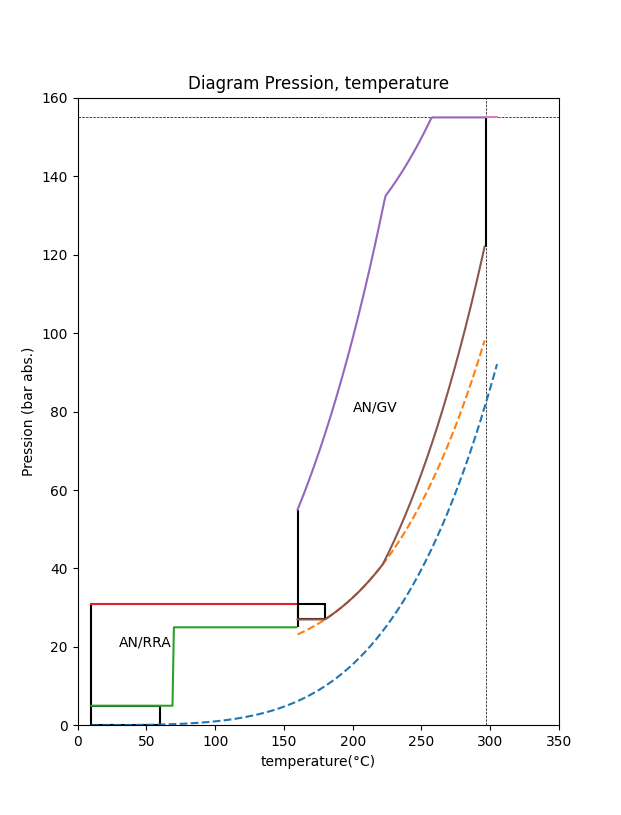 Diagram Pression, temperature
Pression (bar abs.)
160
140
120
100
80
60
40
20
0
AN/GV
AN/RRA
0 50 100 150 200 250 300 350
temperature(°C)